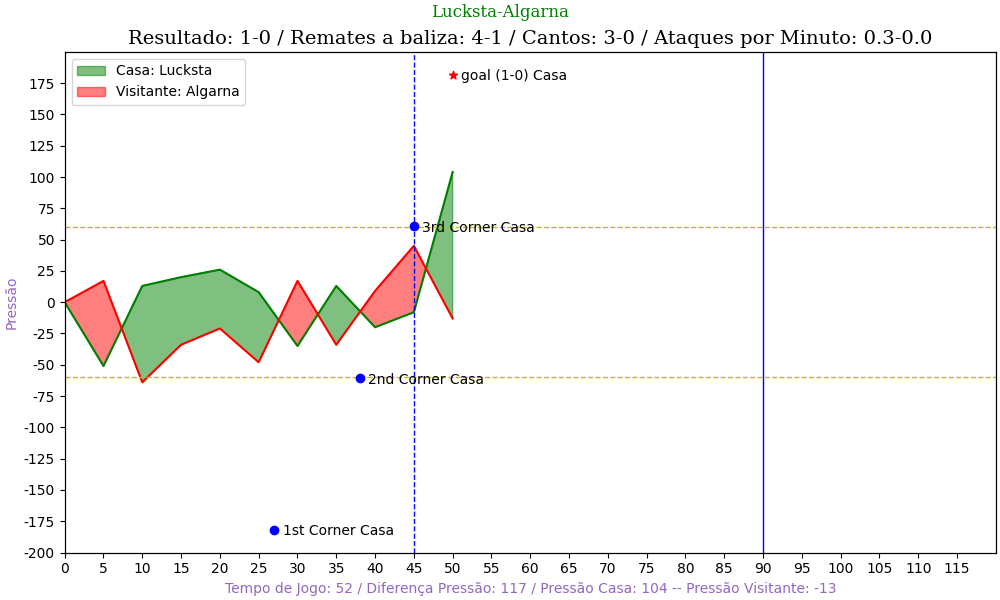 Lucksta-Algarna
Resultado: 1-0 / Remates a baliza: 4-1 / Cantos: 3-0 / Ataques por Minuto: 0.3-0.0
Casa: Lucksta
Visitante: Algarna
goal (1-0) Casa
3rd Corner Casa
2nd Corner Casa
1st Corner Casa
Pressão
175
150
125
100
75
50
25
0
-25
-50
-75
-100
-125
-150
-175
-200
0 5 10 15 20 25 30 35 40 45 50 55 60 65 70 75 80 85 90 95 100 105 110 115
Tempo de Jogo: 52 / Diferença Pressão: 117 / Pressão Casa: 104 -- Pressão Visitante: -13